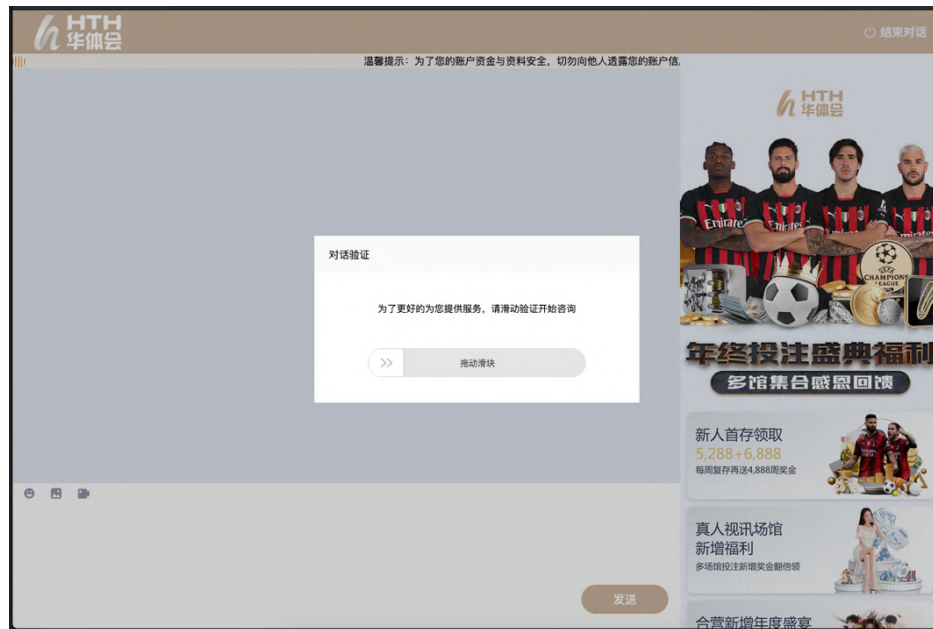 HTH
华体会
结束对话
温馨提示：为了您的账户资金与资料安全，切勿向他人透露您的账户信
HTH
华体会
Emirates
Emirates
CHAMPIONS
LEAGUE
年终投注盛典福利
多馆集合感恩回馈
对话验证
为了更好的为您提供服务，请滑动验证开始咨询
>> 拖动滑块
新人首存领取
5,288+6,888
每周复存再送4,888周奖金
真人视讯场馆
新增福利
多场馆投注新增奖金翻倍领
发送
合营新增年度盛宴